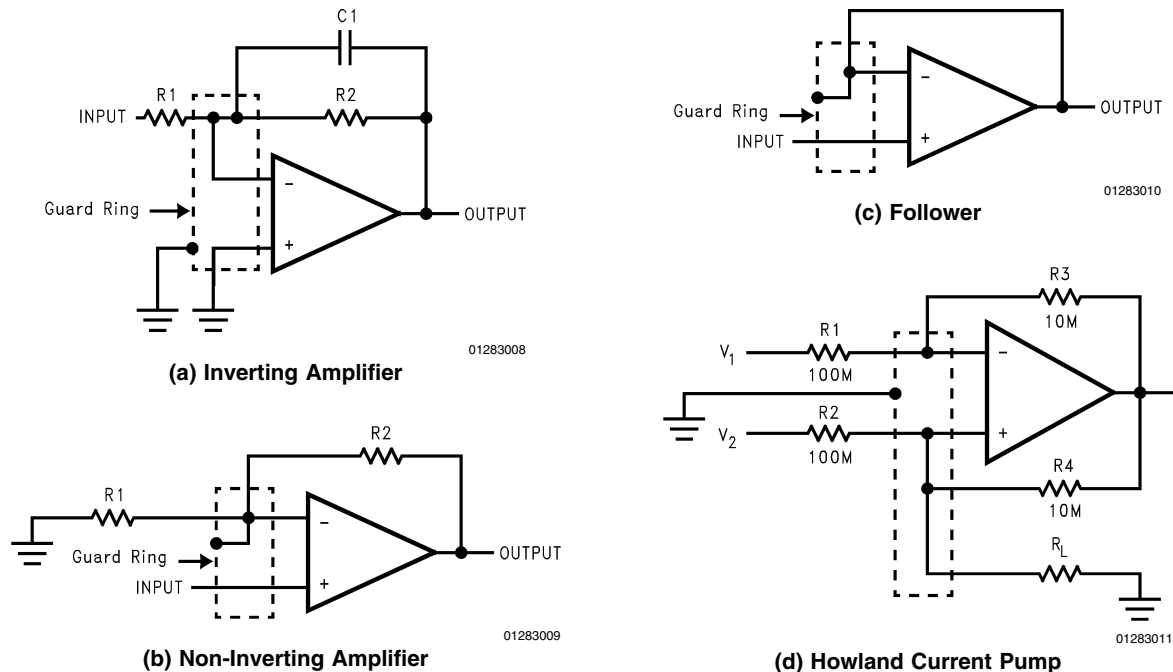 C1
R1
R2
INPUT
−
Guard Ring
OUTPUT
+
01283008
(a) Inverting Amplifier
R2
R1
−
Guard Ring
OUTPUT
INPUT
+
01283009
(b) Non-Inverting Amplifier
−
Guard Ring
OUTPUT
INPUT
+
01283010
(c) Follower
R3
10M
R1
V1
100M
−
R2
V2
100M
+
R4
10M
RL
01283011
(d) Howland Current Pump